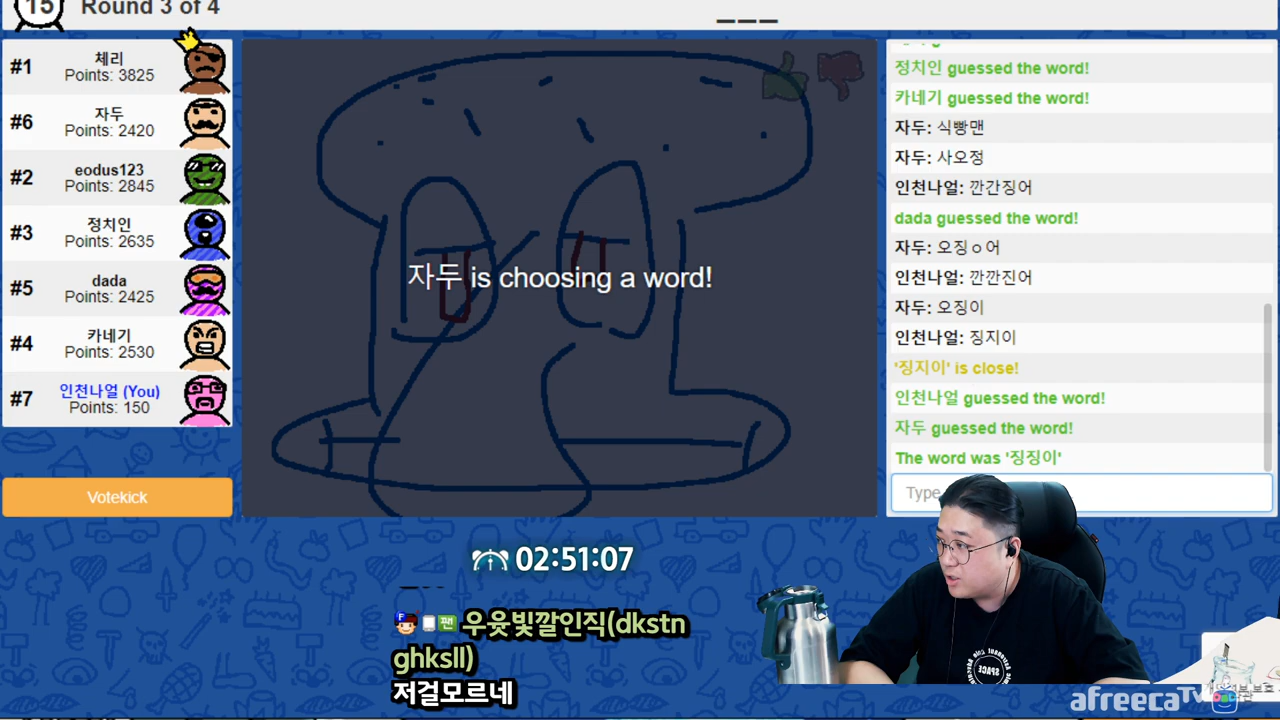 15
Round 3 of 4
#1
체리
Points: 3825
#6
자두
Points: 2420
#2
eodus123
Points: 2845
#3
정치인
Points: 2635
#5
dada
Points: 2425
#4
카네기
Points: 2530
#7
인천나얼 (You)
Points: 150
Votekick
자두 is choosing a word!
정치인 guessed the word!
카네기 guessed the word!
자두: 식빵맨
자두: 사오정
인천나얼: 깐간징어
dada guessed the word!
자두: 오징ㅇ어
인천나얼: 깐깐진어
자두: 오징이
인천나얼: 징지이
'징지이' is close!
인천나얼 guessed the word!
자두 guessed the word!
The word was '징징이'
Type
02:51:07
팬 우윳빛깔인직(dkstn
ghksll)
저걸모르네
SPACE
afreecaTV